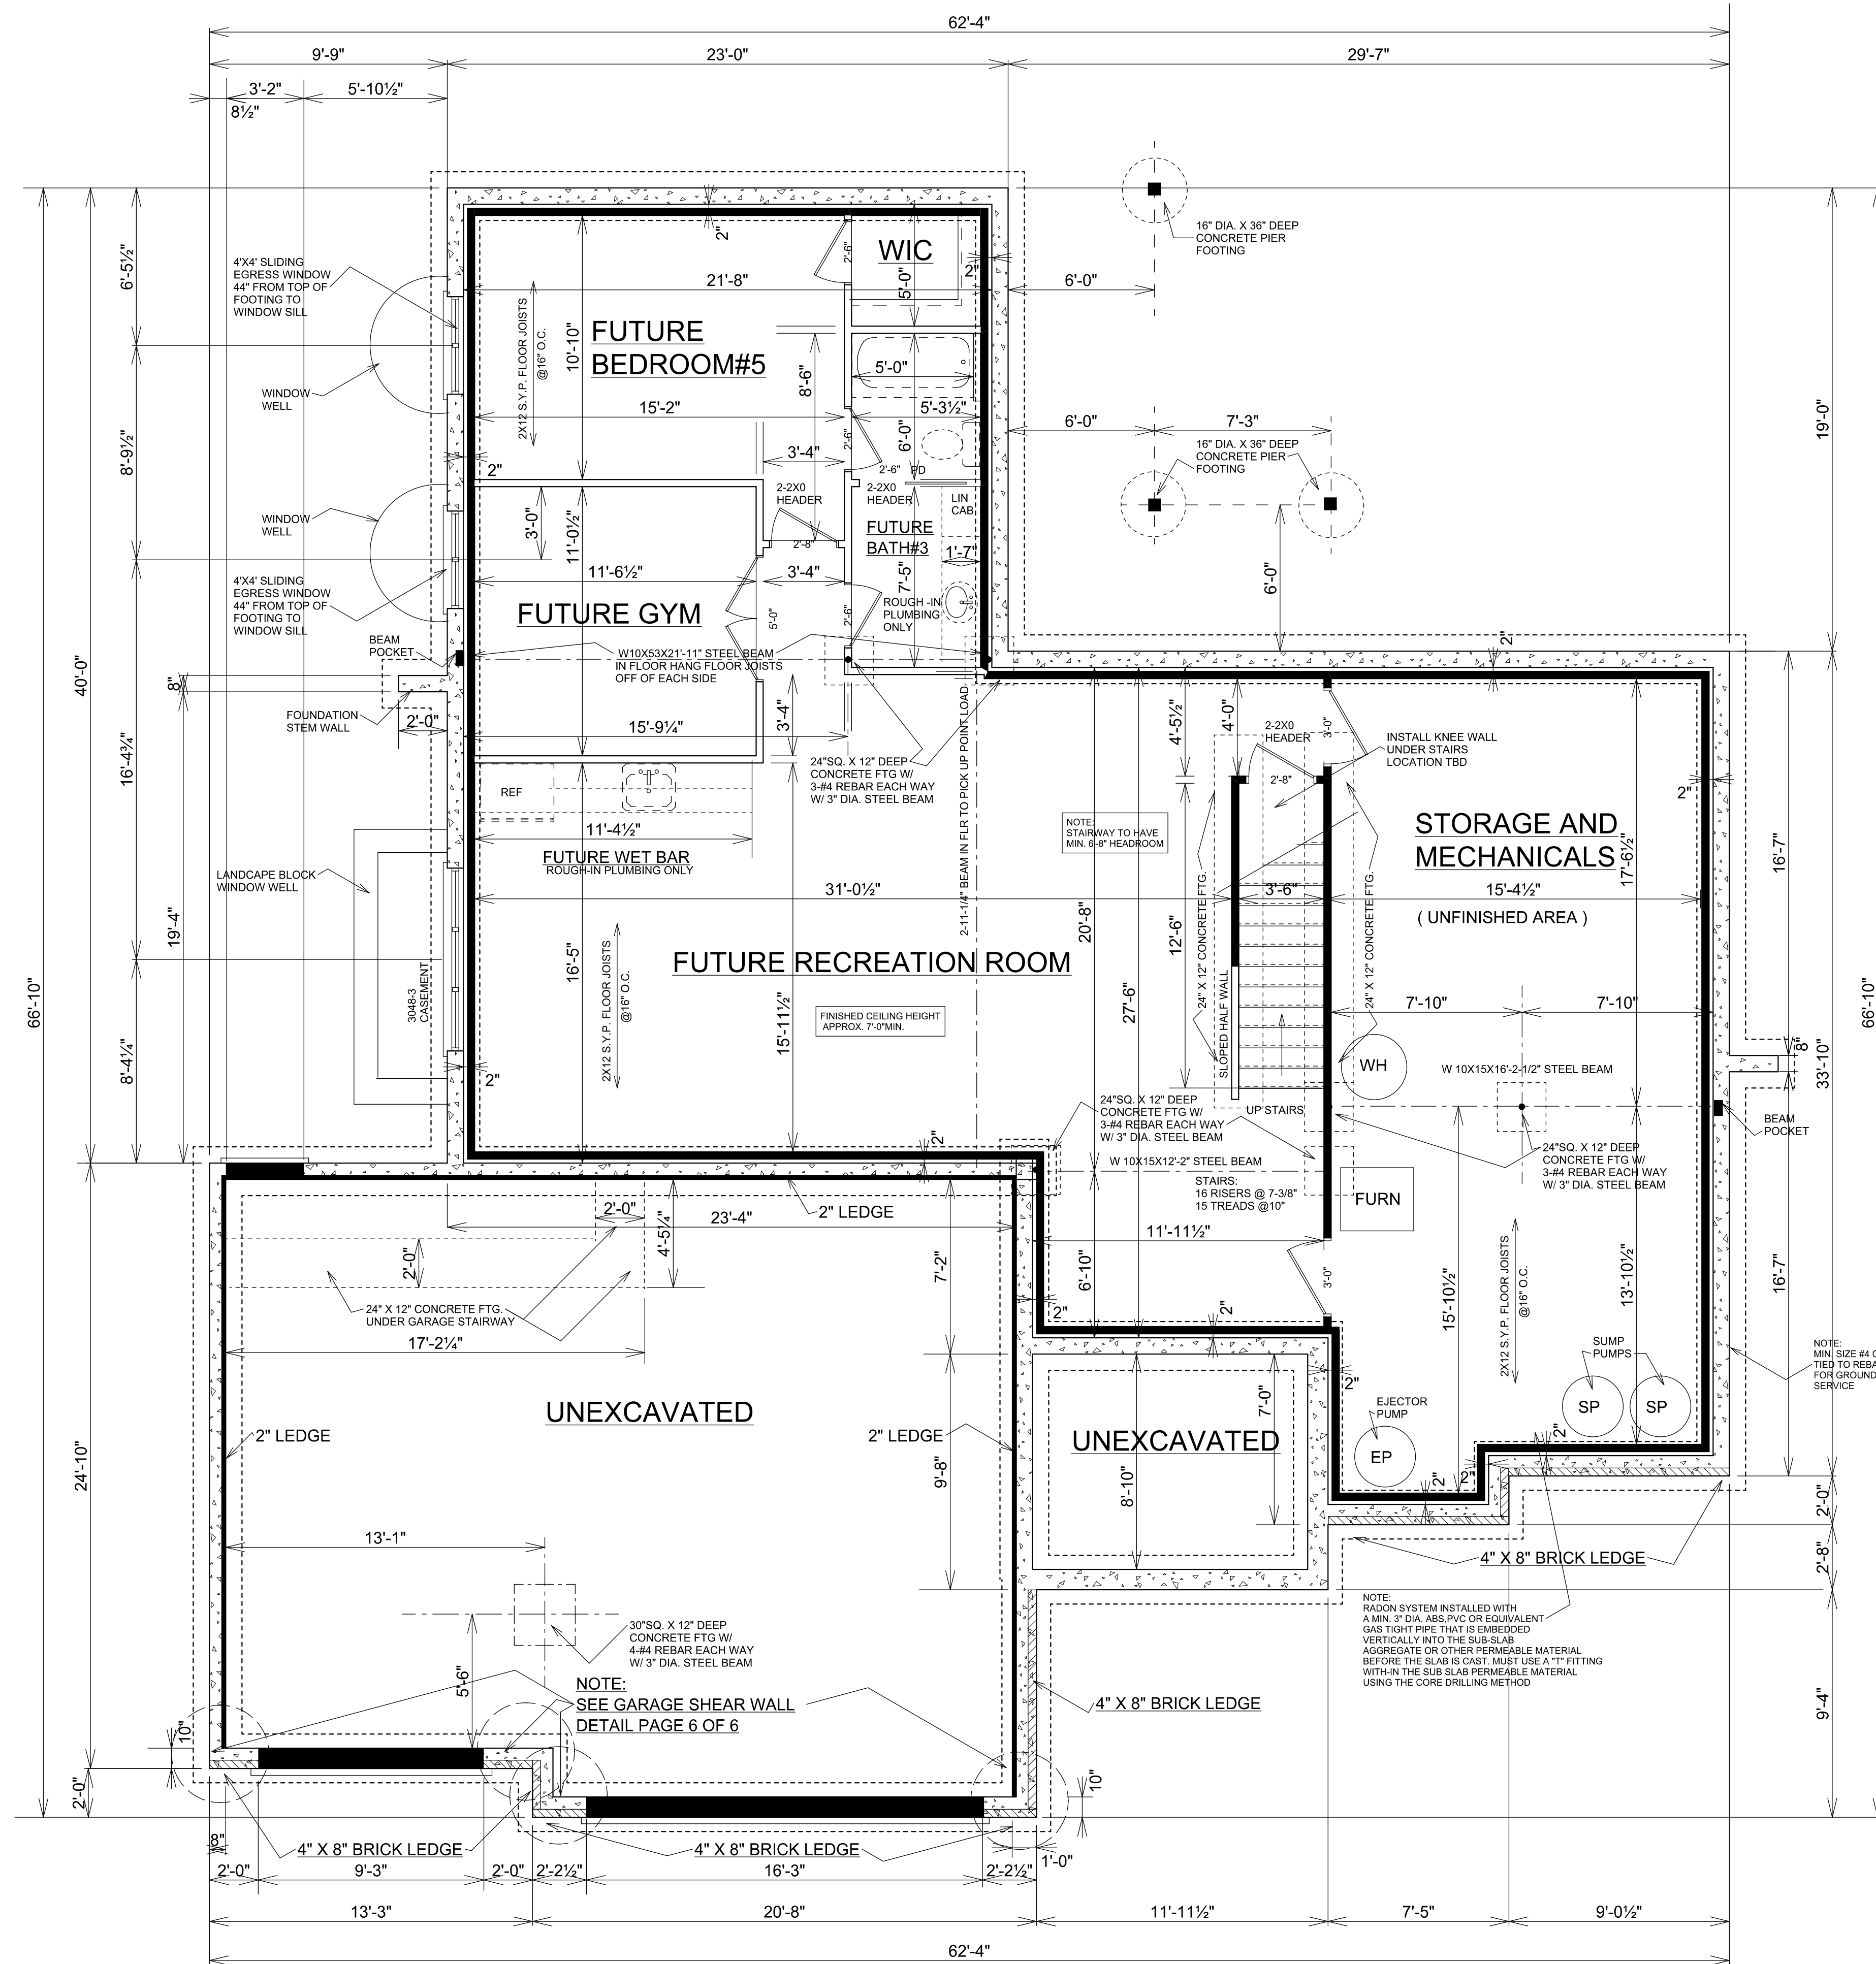 62'-4"
9'-9"
23'-0"
29'-7"
3'-2"
5'-10½"
8½"
66'-10"
40'-0"
24'-10"
2'-0"
6'-5½"
8'-9½"
16'-4¾"
8'-4¼"
8"
19'-4"
4'X4' SLIDING
EGRESS WINDOW
44" FROM TOP OF
FOOTING TO
WINDOW SILL
WINDOW
WELL
WINDOW
WELL
4'X4' SLIDING
EGRESS WINDOW
44" FROM TOP OF
FOOTING TO
WINDOW SILL
BEAM
POCKET
FOUNDATION
STEM WALL
2'-0"
LANDCAPE BLOCK
WINDOW WELL
3048-3
CASEMENT
2"
WIC
2'-6"
5'-0"
2"
21'-8"
2X12 S.Y.P. FLOOR JOISTS
@16" O.C.
10'-10"
FUTURE
BEDROOM#5
15'-2"
8'-6"
5'-0"
5'-3½"
6'-0"
2'-6"
3'-4"
2"
2'-6" PD
2-2X0
HEADER
2-2X0
HEADER
LIN
CAB
FUTURE
BATH#3
1'-7"
7'-5"
ROUGH -IN
PLUMBING
ONLY
2'-6"
2'-8"
3'-4"
3'-0"
11'-0½"
11'-6½"
5'-0"
FUTURE GYM
W10X53X21'-11" STEEL BEAM
IN FLOOR HANG FLOOR JOISTS
OFF OF EACH SIDE
15'-9¼"
3'-4"
24"SQ. X 12" DEEP
CONCRETE FTG W/
3-#4 REBAR EACH WAY
W/ 3" DIA. STEEL BEAM
2-11-1/4" BEAM IN FLR TO PICK UP POINT LOAD
REF
11'-4½"
FUTURE WET BAR
ROUGH-IN PLUMBING ONLY
31'-0½"
16'-5"
2X12 S.Y.P. FLOOR JOISTS
@16" O.C.
FUTURE RECREATION ROOM
FINISHED CEILING HEIGHT
APPROX. 7'-0"MIN.
15'-11½"
2"
2"
16" DIA. X 36" DEEP
CONCRETE PIER
FOOTING
6'-0"
6'-0"
7'-3"
16" DIA. X 36" DEEP
CONCRETE PIER
FOOTING
6'-0"
2"
19'-0"
4'-5½"
4'-0"
2-2X0
HEADER
3'-0"
2'-8"
INSTALL KNEE WALL
UNDER STAIRS
LOCATION TBD
2"
NOTE:
STAIRWAY TO HAVE
MIN. 6'-8" HEADROOM
STORAGE AND
MECHANICALS
( UNFINISHED AREA )
17'-6½"
15'-4½"
3'-6"
20'-8"
27'-6"
12'-6"
24" X 12" CONCRETE FTG.
24" X 12" CONCRETE FTG.
SLOPED HALF WALL
7'-10"
7'-10"
WH
W 10X15X16'-2-1/2" STEEL BEAM
UP STAIRS
24"SQ. X 12" DEEP
CONCRETE FTG W/
3-#4 REBAR EACH WAY
W/ 3" DIA. STEEL BEAM
W 10X15X12'-2" STEEL BEAM
STAIRS:
16 RISERS @ 7-3/8"
15 TREADS @10"
FURN
24"SQ. X 12" DEEP
CONCRETE FTG W/
3-#4 REBAR EACH WAY
W/ 3" DIA. STEEL BEAM
BEAM
POCKET
16'-7"
8"
33'-10"
16'-7"
66'-10"
11'-11½"
6'-10"
3'-0"
2"
2"
15'-10½"
2X12 S.Y.P. FLOOR JOISTS
@16" O.C.
13'-10½"
SUMP
PUMPS
SP
SP
EJECTOR
PUMP
EP
2"
2"
2"
2"
NOTE:
MIN. SIZE #4
TIED TO
FOR GROUND
SERVICE
2'-0"
2'-8"
9'-4"
4" X 8" BRICK LEDGE
NOTE:
RADON SYSTEM INSTALLED WITH
A MIN. 3" DIA. ABS,PVC OR EQUIVALENT
GAS TIGHT PIPE THAT IS EMBEDDED
VERTICALLY INTO THE SUB-SLAB
AGGREGATE OR OTHER PERMEABLE MATERIAL
BEFORE THE SLAB IS CAST. MUST USE A "T" FITTING
WITH-IN THE SUB SLAB PERMEABLE MATERIAL
USING THE CORE DRILLING METHOD
2'-0"
23'-4"
4'-5¼"
2" LEDGE
2'-0"
7'-2"
24" X 12" CONCRETE FTG.
UNDER GARAGE STAIRWAY
17'-2¼"
UNEXCAVATED
2" LEDGE
2" LEDGE
9'-8"
8'-10"
7'-0"
UNEXCAVATED
13'-1"
5'-6"
30"SQ. X 12" DEEP
CONCRETE FTG W/
4-#4 REBAR EACH WAY
W/ 3" DIA. STEEL BEAM
NOTE:
SEE GARAGE SHEAR WALL
DETAIL PAGE 6 OF 6
4" X 8" BRICK LEDGE
10"
10"
8"
4" X 8" BRICK LEDGE
4" X 8" BRICK LEDGE
1'-0"
2'-0"
9'-3"
2'-0"
2'-2½"
16'-3"
2'-2½"
13'-3"
20'-8"
11'-11½"
7'-5"
9'-0½"
62'-4"